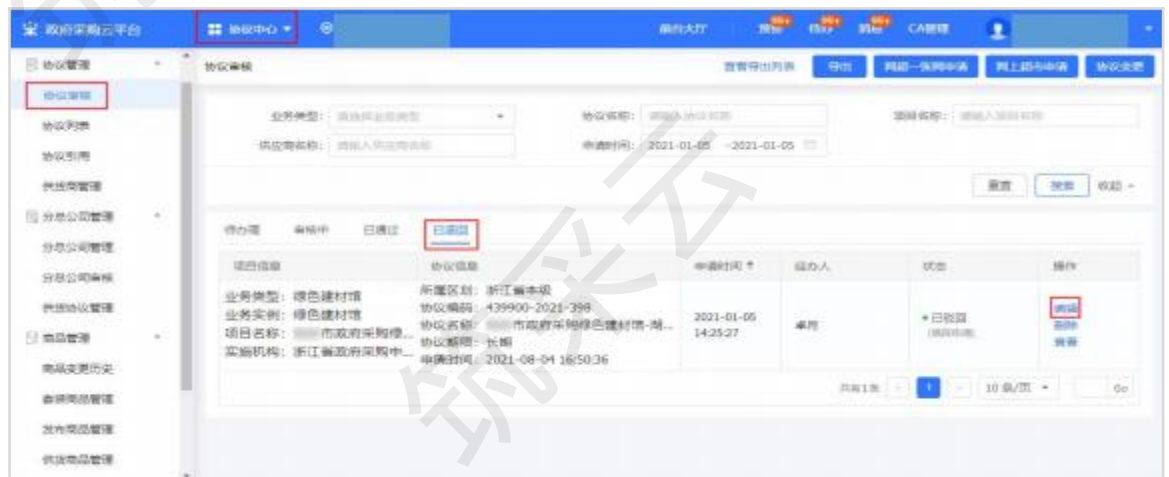 政府采购云平台
协议中心
前台大厅
99+
待办
99+
99+
CA管理
协议管理
协议审核
协议列表
协议引用
供货商管理
分总公司管理
分总公司管理
分总公司审核
供货协议管理
商品管理
商品变更历史
套装商品管理
发布商品管理
供货商品管理
协议审核
查看导出列表
导出
网超一张网申请
网上超市申请
协议变更
业务类型: 请选择业务类型
协议名称: 请输入协议名称
项目名称: 请输入项目名称
供应商名称: 请输入供应商名称
申请时间: 2021-01-05 - 2021-01-05
重置
搜索
收起
待办理
审核中
已通过
已退回
项目信息
协议信息
申请时间
经办人
状态
操作
业务类型: 绿色建材馆
业务实例: 绿色建材馆
项目名称: 市政府采购绿...
实施机构: 浙江省政府采购中...
所属区划: 浙江省本级
协议编码: 439900-2021-398
协议名称: 市政府采购绿色建材馆-湖...
协议期限: 长期
申请时间: 2021-08-04 16:50:36
2021-01-05
14:25:27
已驳回
编辑
删除
查看
共有1条
1
10 条/页
Go
筑采云